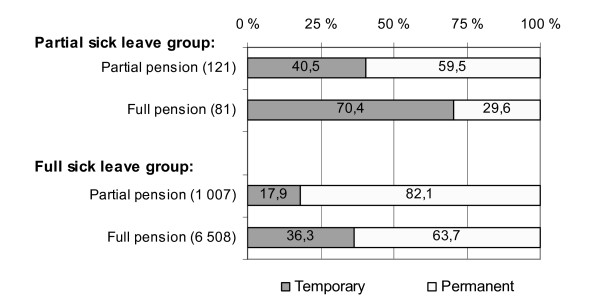 0 % 25 % 50 % 75 % 100 %
Partial sick leave group:
Partial pension (121) 40,5 59,5
Full pension (81) 70,4 29,6
Full sick leave group:
Partial pension (1 007) 17,9 82,1
Full pension (6 508) 36,3 63,7
Temporary Permanent